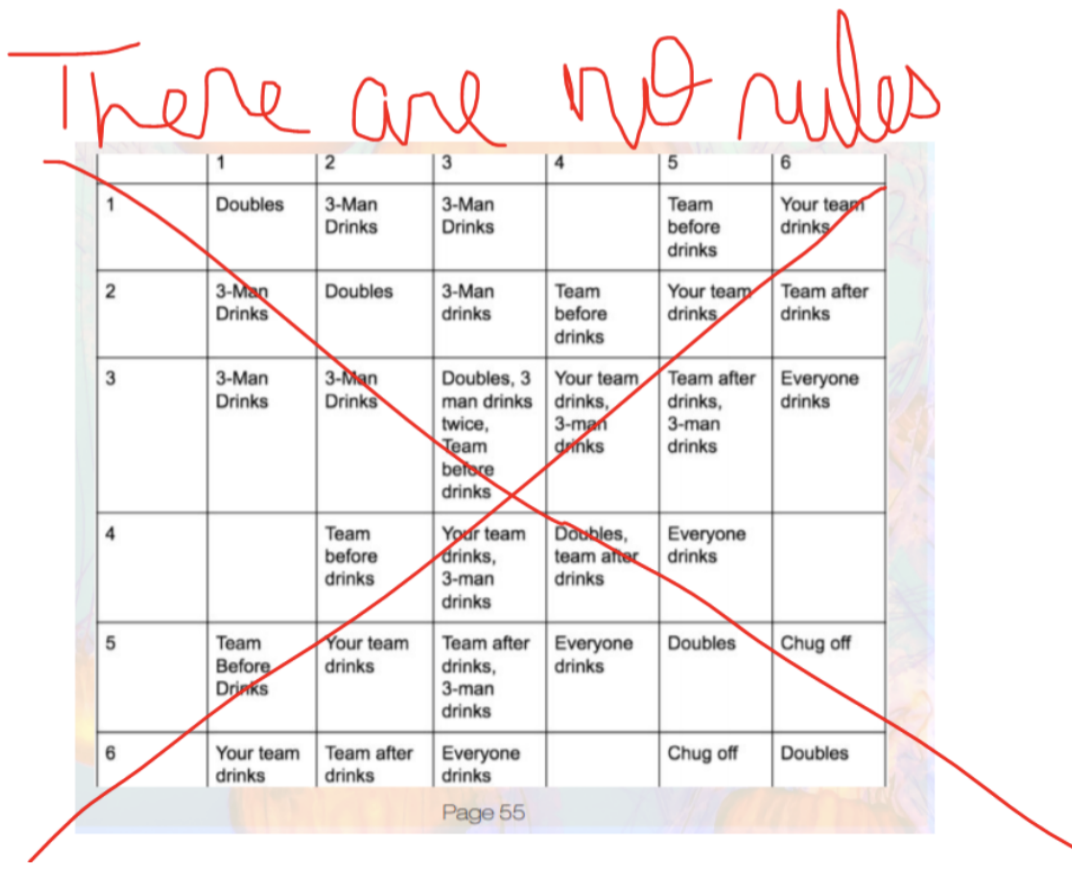 There are not rules
1 2 3 4 5 6
1 Doubles 3-Man Drinks 3-Man Drinks Team before drinks Your team drinks
2 3-Man Drinks Doubles 3-Man drinks Team before drinks Your team drinks Team after drinks
3 3-Man Drinks 3-Man Drinks Doubles, 3 man drinks twice, Team before drinks Your team drinks, 3-man drinks Team after drinks, 3-man drinks Everyone drinks
4 Team before drinks Your team drinks, 3-man drinks Doubles, team after drinks Everyone drinks
5 Team Before Drinks Your team drinks Team after drinks, 3-man drinks Everyone drinks Doubles Chug off
6 Your team drinks Team after drinks Everyone drinks Chug off Doubles
Page 55